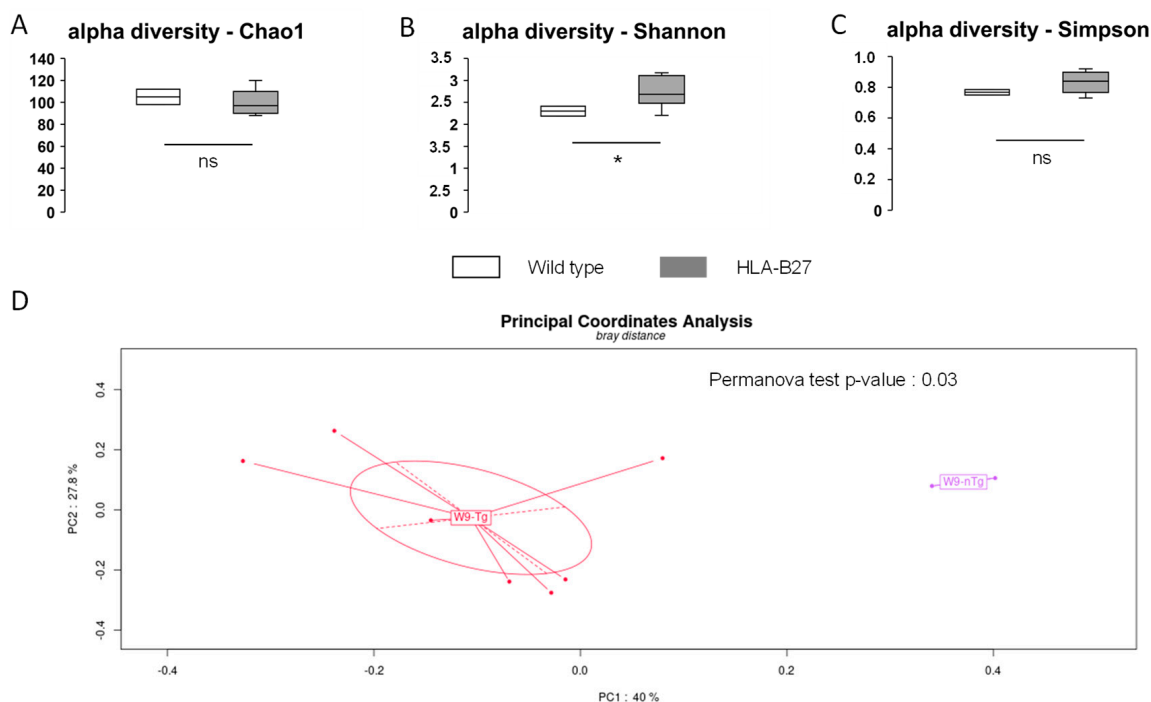 A
alpha diversity - Chao1
140
120
100
80
60
40
20
0
ns
B
alpha diversity - Shannon
3.5
3
2.5
2
3.5
1
2.5
0
*
C
alpha diversity - Simpson
1.0
0.8
0.6
0.4
0.2
0
ns
Wild type
HLA-B27
D
Principal Coordinates Analysis
bray distance
Permanova test p-value : 0.03
PC2 : 27.8 %
0.4
0.2
0.0
-0.2
-0.4
W9-Tg
W9-nTg
-0.4
-0.2
0.0
0.2
0.4
PC1 : 40 %